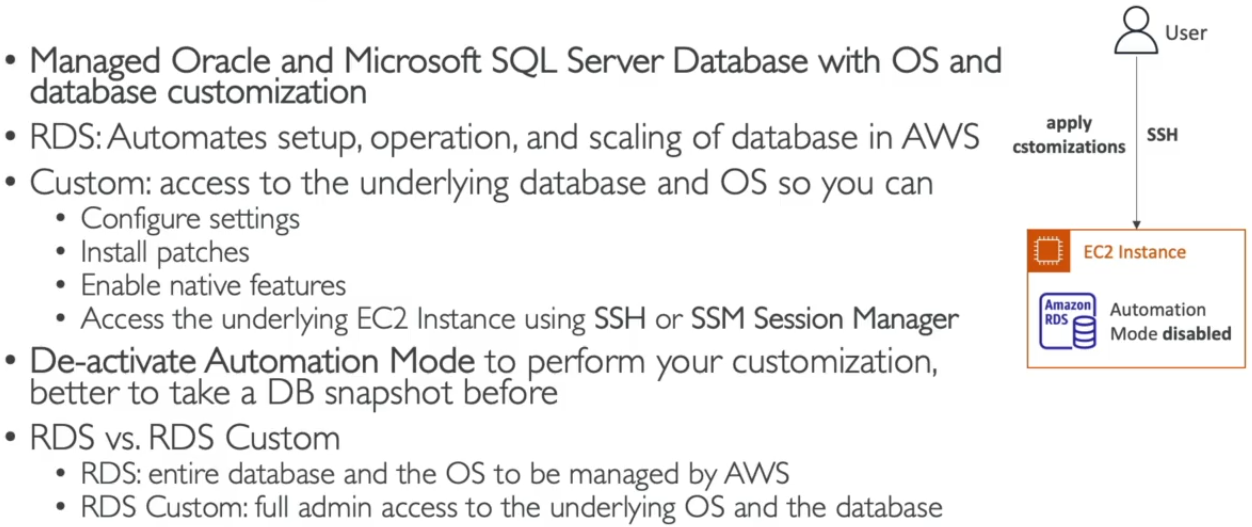 • Managed Oracle and Microsoft SQL Server Database with OS and
database customization
• RDS: Automates setup, operation, and scaling of database in AWS
• Custom: access to the underlying database and OS so you can
• Configure settings
• Install patches
• Enable native features
• Access the underlying EC2 Instance using SSH or SSM Session Manager
• De-activate Automation Mode to perform your customization,
better to take a DB snapshot before
• RDS vs. RDS Custom
• RDS: entire database and the OS to be managed by AWS
• RDS Custom: full admin access to the underlying OS and the database
User
apply
cstomizations
SSH
EC2 Instance
Amazon
RDS
Automation
Mode disabled